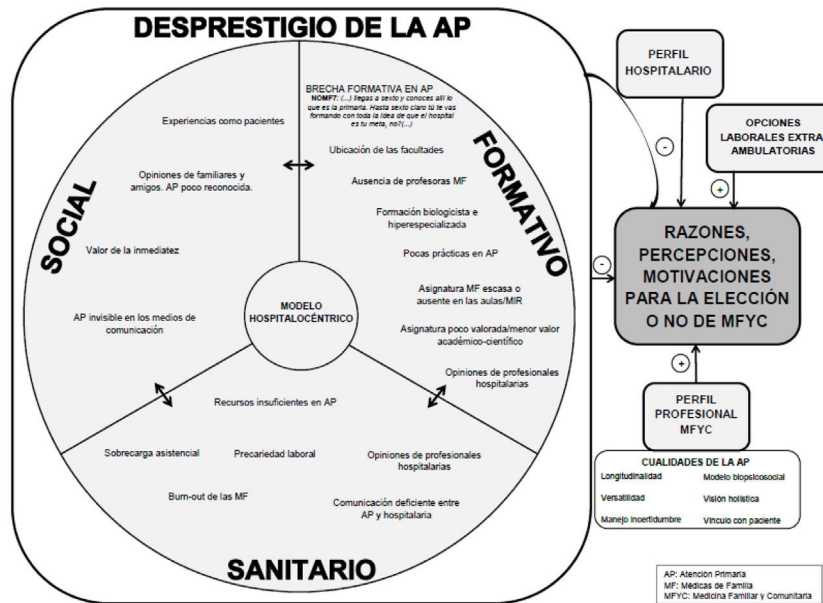 DESPRESTIGIO DE LA AP
SOCIAL
Experiencias como pacientes
Opiniones de familiares y
amigos. AP poco reconocida.
Valor de la inmediatez
AP invisible en los medios de
comunicación
FORMATIVO
BRECHA FORMATIVA EN AP
NOMF7: (...) llegas a sexto y conoces allí lo
que es la primaria. Hasta sexto claro tú te vas
formando con toda la idea de que el hospital
es tu meta, no?(...)
Ubicación de las facultades
Ausencia de profesoras MF
Formación biologicista e
hiperespecializada
Pocas prácticas en AP
Asignatura MF escasa o
ausente en las aulas/MIR
Asignatura poco valorada/menor valor
académico-científico
Opiniones de profesionales
hospitalarias
MODELO
HOSPITALOCÉNTRICO
Recursos insuficientes en AP
Sobrecarga asistencial
Precariedad laboral
Opiniones de profesionales
hospitalarias
Burn-out de las MF
Comunicación deficiente entre
AP y hospitalaria
SANITARIO
PERFIL
HOSPITALARIO
OPCIONES
LABORALES EXTRA
AMBULATORIAS
-
+
-
RAZONES,
PERCEPCIONES,
MOTIVACIONES
PARA LA ELECCIÓN
O NO DE MFYC
+
PERFIL
PROFESIONAL
MFYC
CUALIDADES DE LA AP
Longitudinalidad Modelo biopsicosocial
Versatilidad Visión holística
Manejo incertidumbre Vínculo con paciente
AP: Atención Primaria
MF: Médicas de Familia
MFYC: Medicina Familiar y Comunitaria